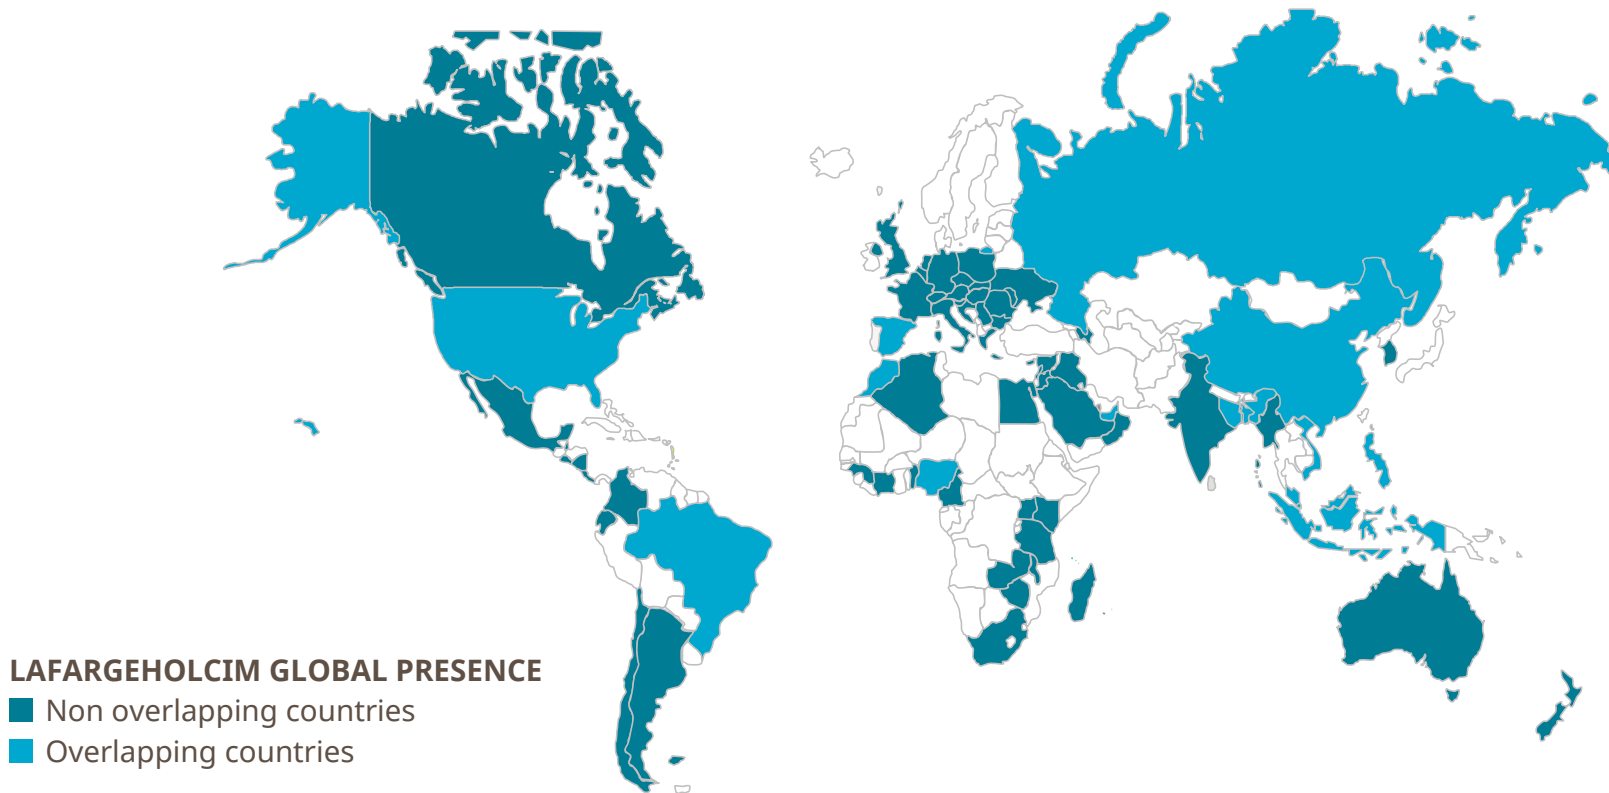 LAFARGEHOLCIM GLOBAL PRESENCE
Non overlapping countries
Overlapping countries